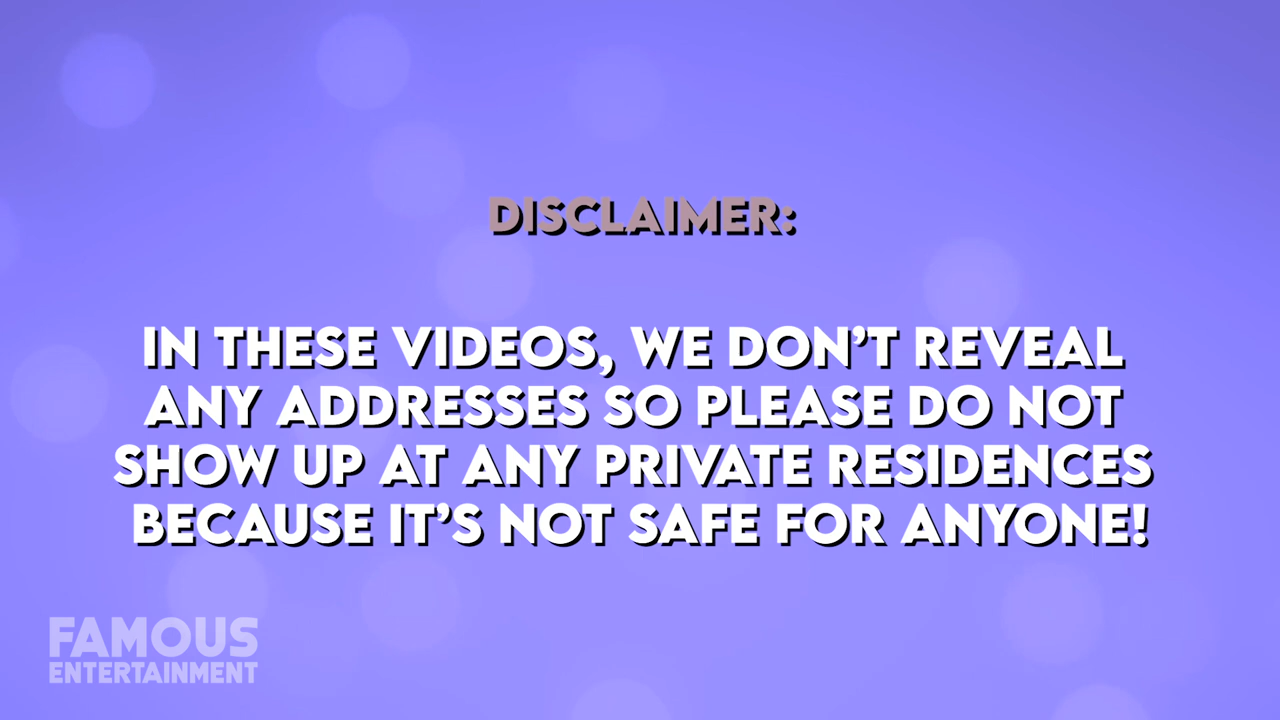 DISCLAIMER:
IN THESE VIDEOS, WE DON’T REVEAL
ANY ADDRESSES SO PLEASE DO NOT
SHOW UP AT ANY PRIVATE RESIDENCES
BECAUSE IT’S NOT SAFE FOR ANYONE!
FAMOUS
ENTERTAINMENT